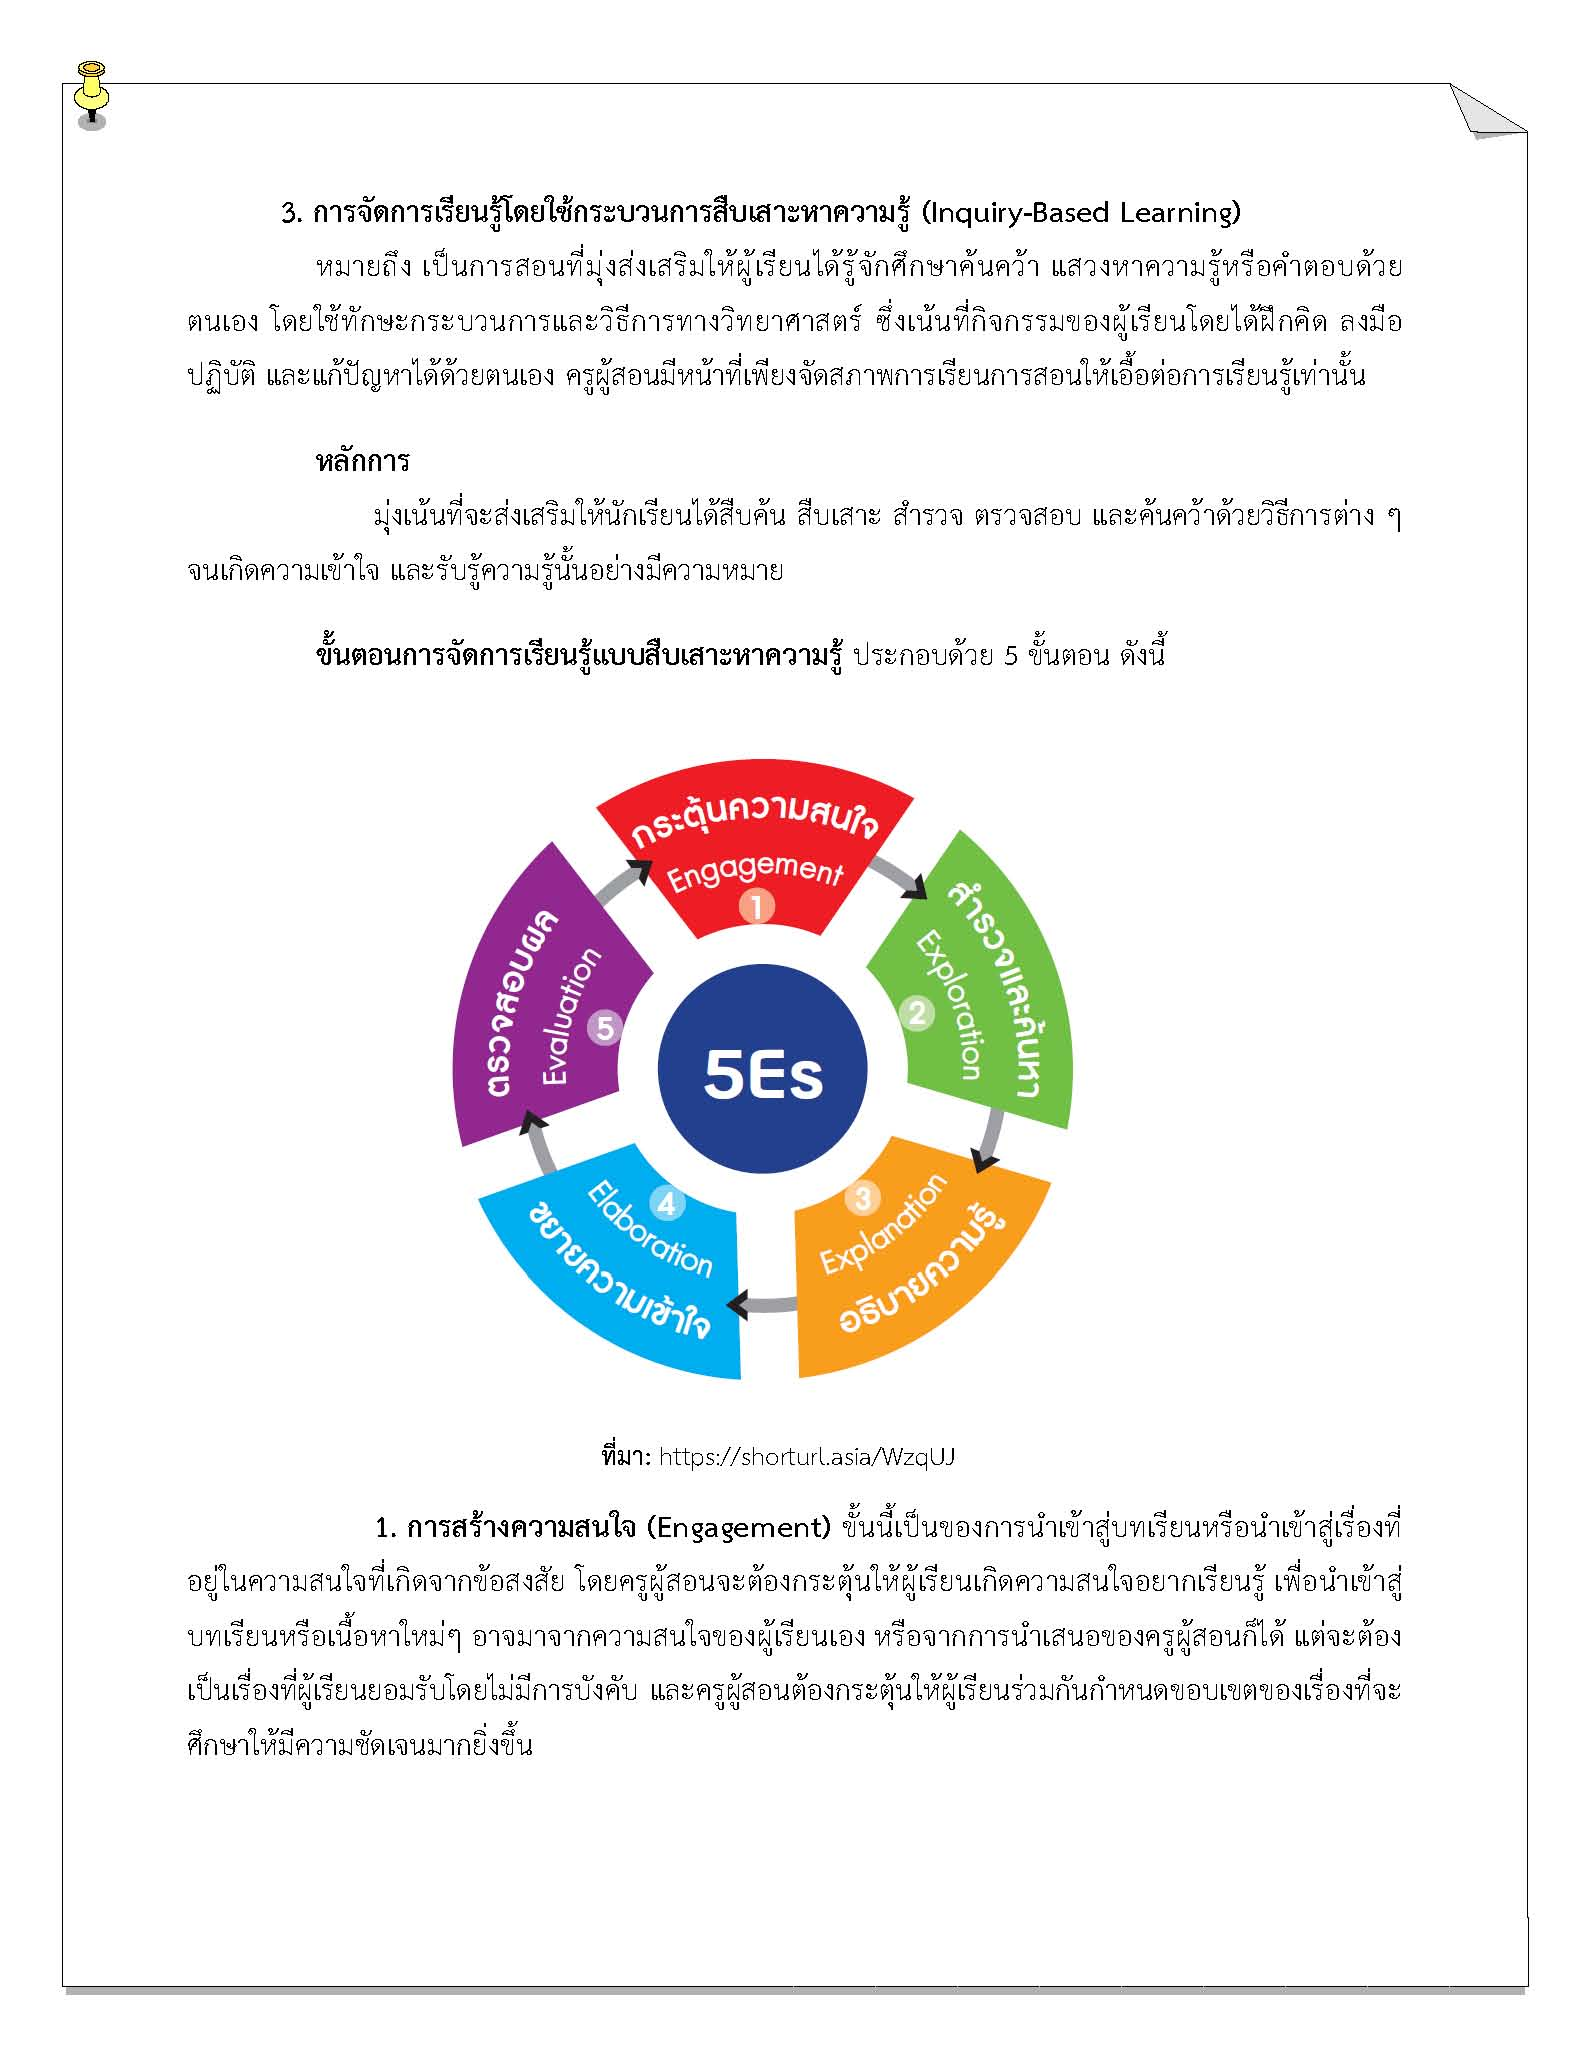 3. การจัดการเรียนรู้โดยใช้กระบวนการสืบเสาะหาความรู้ (Inquiry-Based Learning)
หมายถึง เป็นการสอนที่มุ่งส่งเสริมให้ผู้เรียนได้รู้จักศึกษาค้นคว้า แสวงหาความรู้หรือคำตอบด้วย
ตนเอง โดยใช้ทักษะกระบวนการและวิธีการทางวิทยาศาสตร์ ซึ่งเน้นที่กิจกรรมของผู้เรียนโดยได้ฝึกคิด ลงมือ
ปฏิบัติ และแก้ปัญหาได้ด้วยตนเอง ครูผู้สอนมีหน้าที่เพียงจัดสภาพการเรียนการสอนให้เอื้อต่อการเรียนรู้เท่านั้น
หลักการ
มุ่งเน้นที่จะส่งเสริมให้นักเรียนได้สืบค้น สืบเสาะ สำรวจ ตรวจสอบ และค้นคว้าด้วยวิธีการต่าง ๆ
จนเกิดความเข้าใจ และรับรู้ความรู้นั้นอย่างมีความหมาย
ขั้นตอนการจัดการเรียนรู้แบบสืบเสาะหาความรู้ ประกอบด้วย 5 ขั้นตอน ดังนี้
กระตุ้นความสนใจ
Engagement
1
สำรวจและค้นหา
Exploration
2
อธิบายความรู้
Explanation
3
ขยายความเข้าใจ
Elaboration
4
ตรวจสอบผล
Evaluation
5
5Es
ที่มา: https://shorturl.asia/WzqUJ
1. การสร้างความสนใจ (Engagement) ขั้นนี้เป็นของการนำเข้าสู่บทเรียนหรือนำเข้าสู่เรื่องที่
อยู่ในความสนใจที่เกิดจากข้อสงสัย โดยครูผู้สอนจะต้องกระตุ้นให้ผู้เรียนเกิดความสนใจอยากเรียนรู้ เพื่อนำเข้าสู่
บทเรียนหรือเนื้อหาใหม่ๆ อาจมาจากความสนใจของผู้เรียนเอง หรือจากการนำเสนอของครูผู้สอนก็ได้ แต่จะต้อง
เป็นเรื่องที่ผู้เรียนยอมรับโดยไม่มีการบังคับ และครูผู้สอนต้องกระตุ้นให้ผู้เรียนร่วมกันกำหนดขอบเขตของเรื่องที่จะ
ศึกษาให้มีความชัดเจนมากยิ่งขึ้น